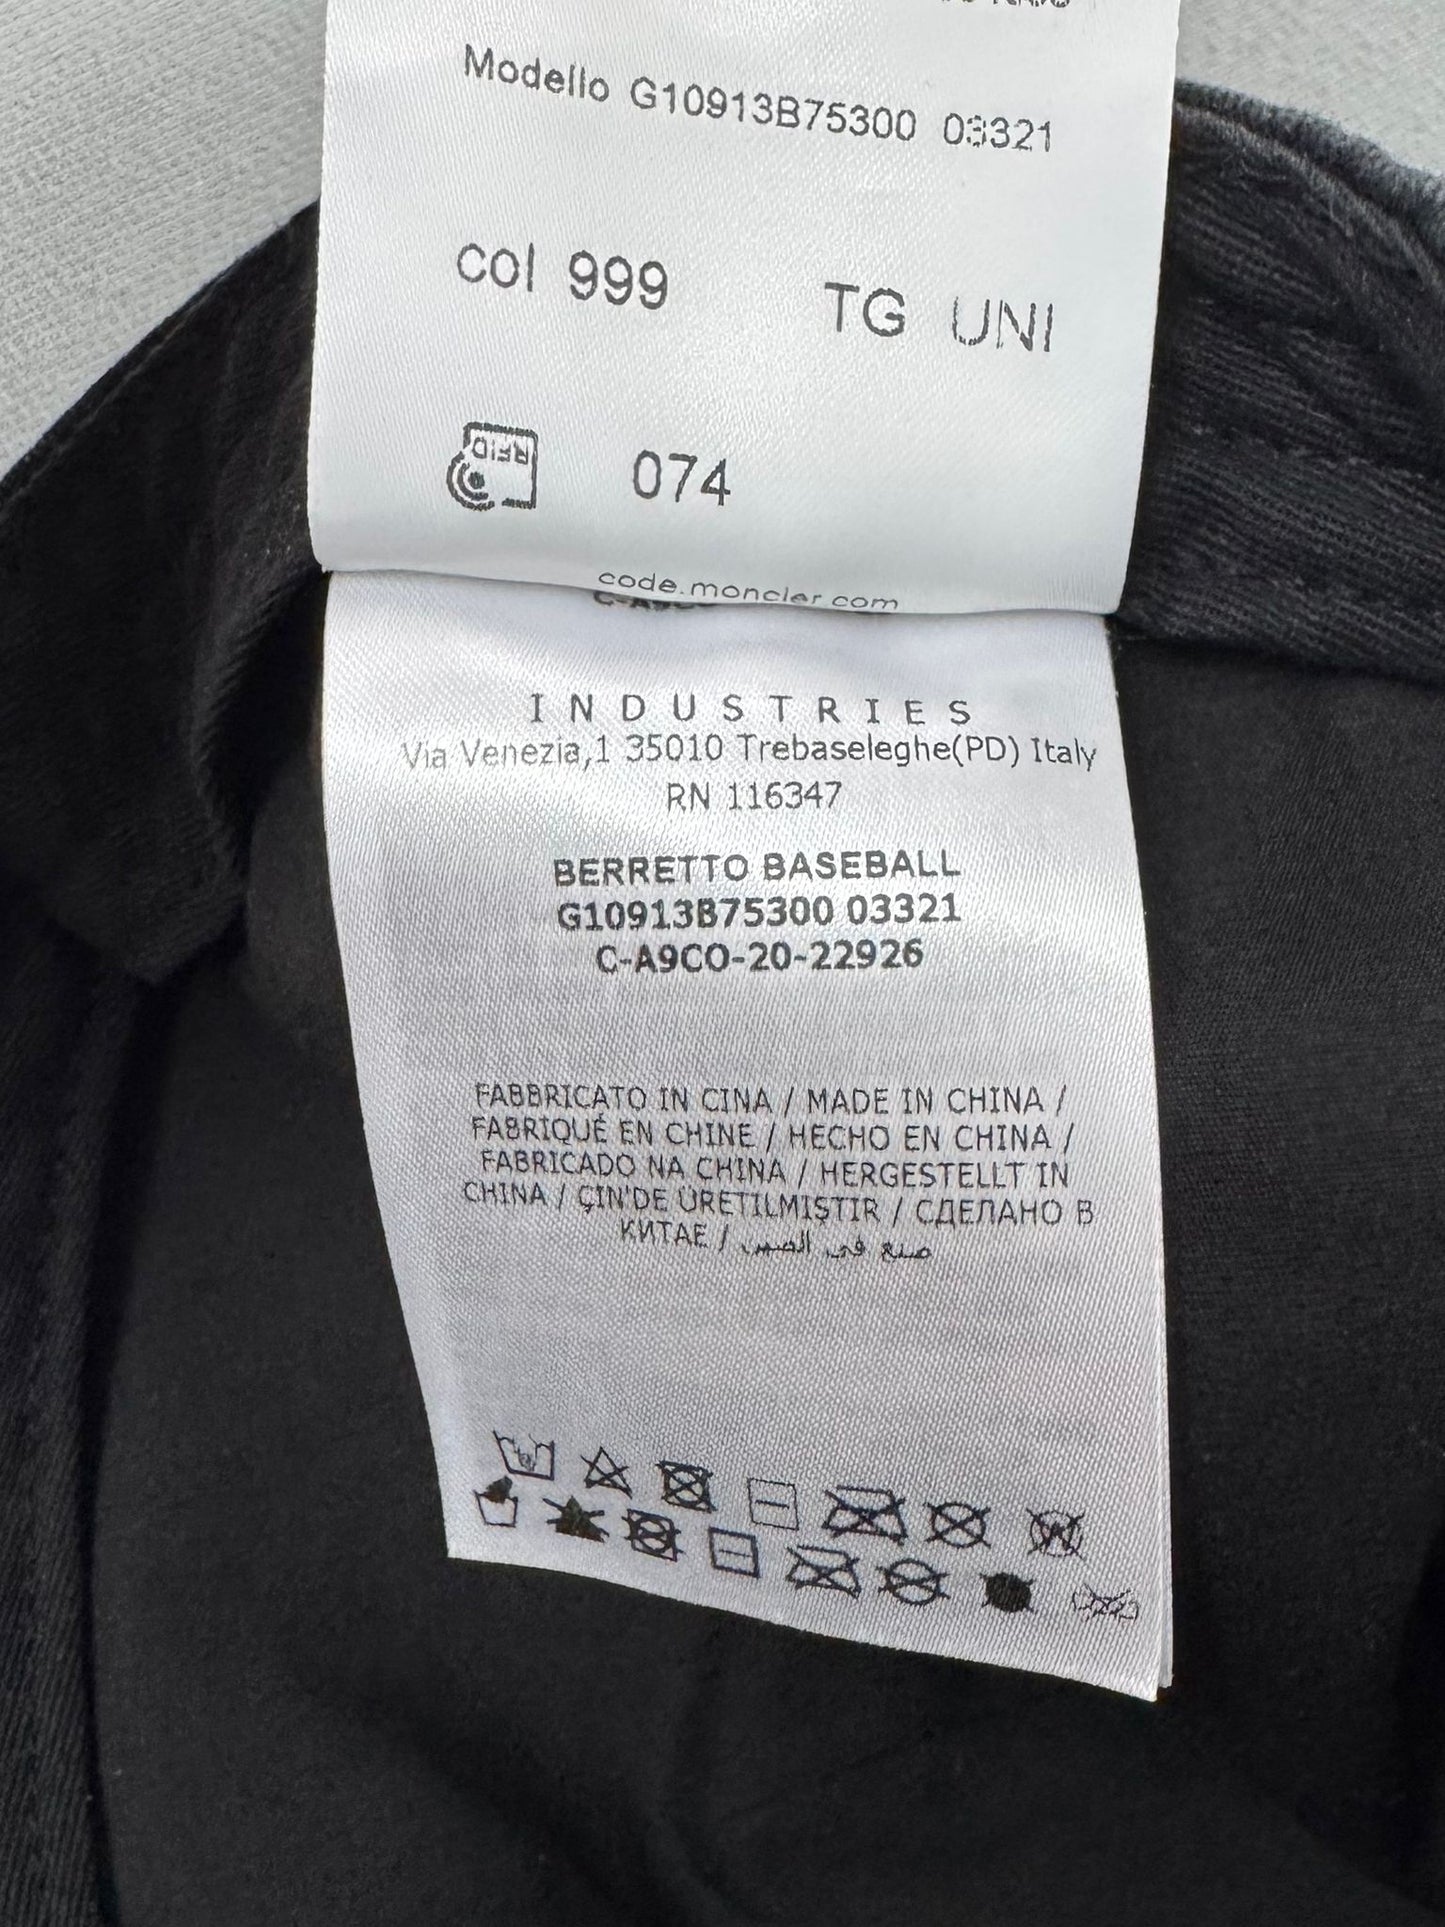 Modello G10913B75300 03321
col 999 TG UNI
RFID
074
code.moncler.com
C-A9C
INDUSTRIES
Via Venezia,1 35010 Trebaseleghe(PD) Italy
RN 116347
BERRETTO BASEBALL
G10913B75300 03321
C-A9CO-20-22926
FABBRICATO IN CINA / MADE IN CHINA /
FABRIQUÉ EN CHINE / HECHO EN CHINA /
FABRICADO NA CHINA / HERGESTELLT IN
CHINA / ÇIN'DE ÜRETILMIŞTIR / СДЕЛАНО В
КИТАЕ / صنع في الصين
W